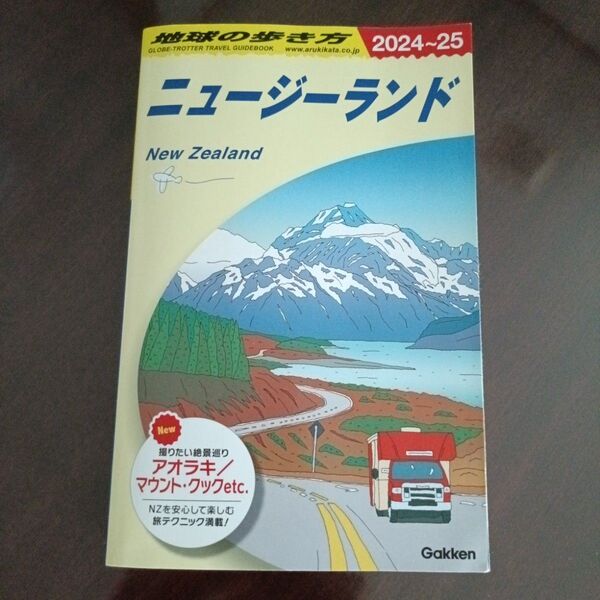 地球の歩き方
GLOBE-TROTTER TRAVEL GUIDEBOOK
www.arukikata.co.jp
2024~25
ニュージーランド
New Zealand
New
撮りたい絶景巡り
アオラキ/
マウント・クックetc.
NZを安心して楽しむ
旅テクニック満載!
Gakken